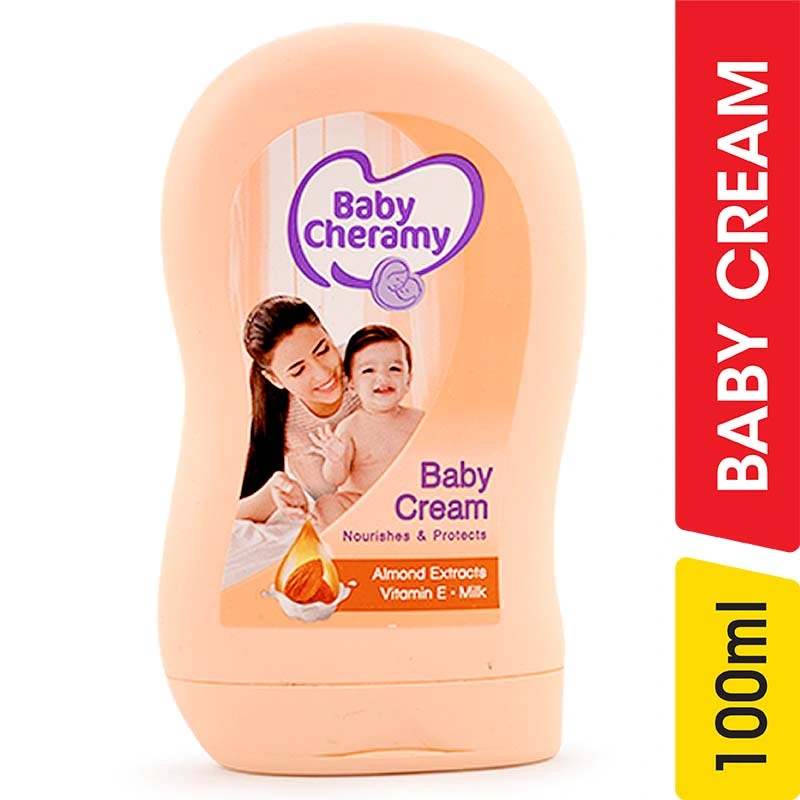 Baby
Cheramy
Baby
Cream
Nourishes & Protects
Almond Extracts
Vitamin E • Milk
BABY CREAM
100ml